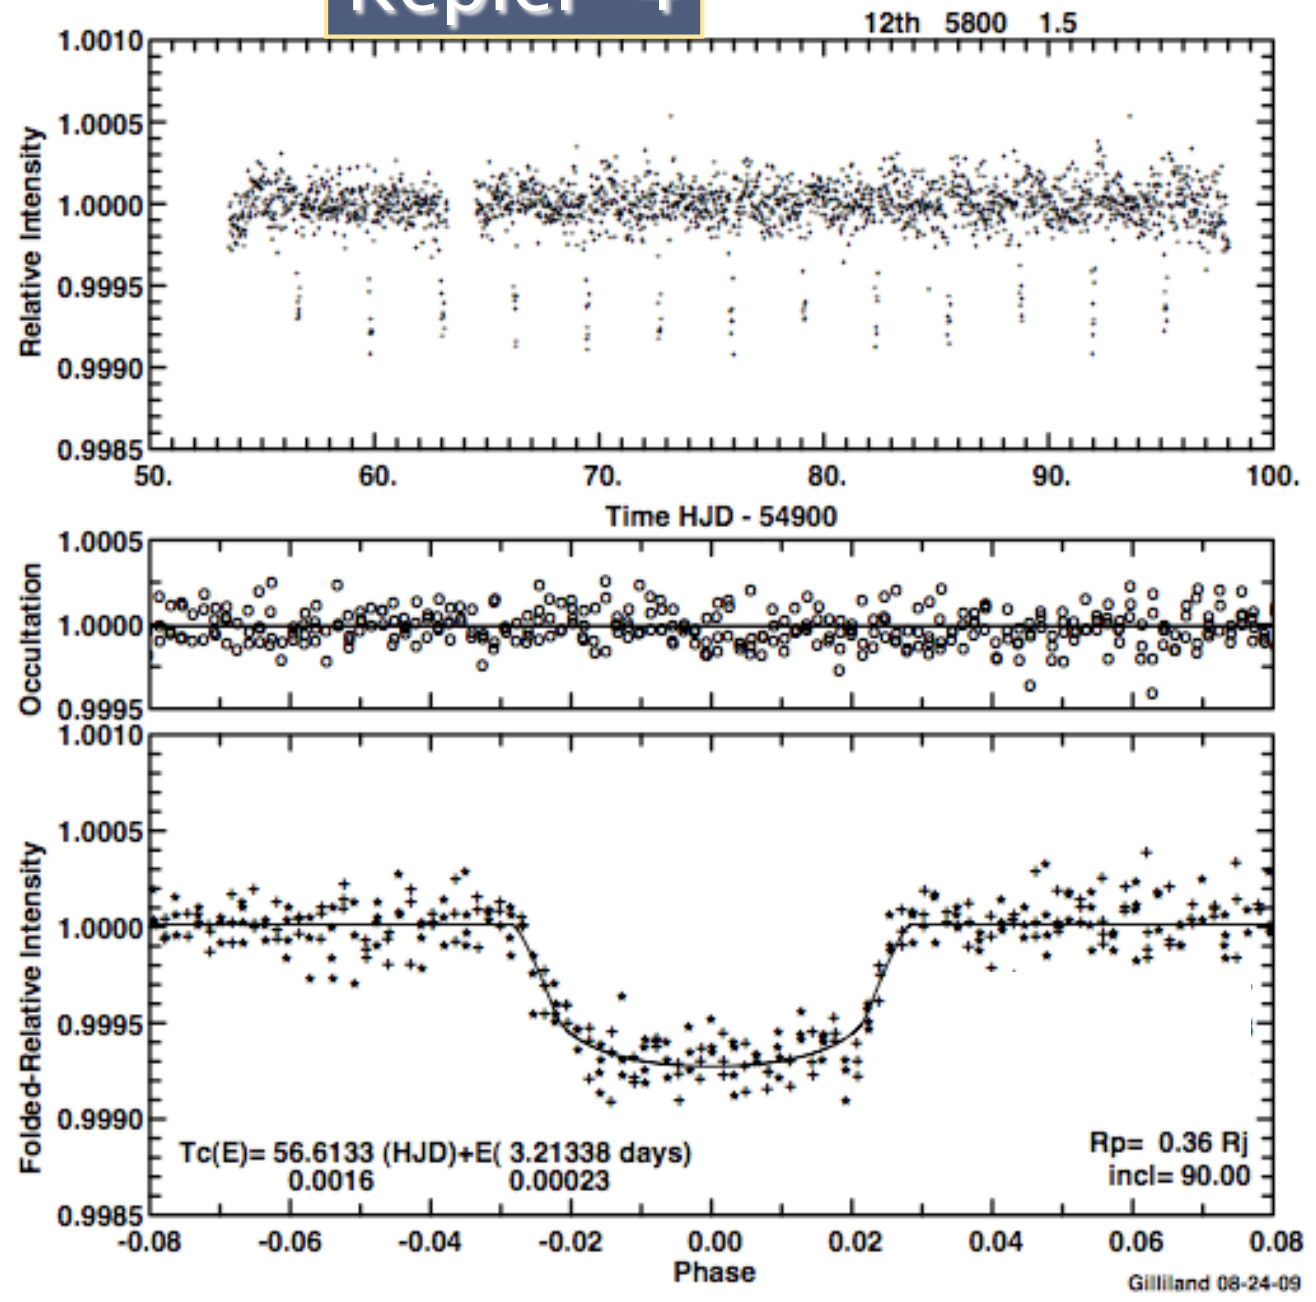 Kepler 4
12th 5800 1.5
1.0010
1.0005
1.0000
0.9995
0.9990
0.9985
Relative Intensity
50. 60. 70. 80. 90. 100.
Time HJD - 54900
1.0005
1.0000
0.9995
Occultation
1.0010
1.0005
1.0000
0.9995
0.9990
0.9985
Folded-Relative Intensity
Tc(E)= 56.6133 (HJD)+E( 3.21338 days)
0.0016 0.00023
Rp= 0.36 Rj
incl= 90.00
-0.08 -0.06 -0.04 -0.02 0.00 0.02 0.04 0.06 0.08
Phase
Gilliland 08-24-09